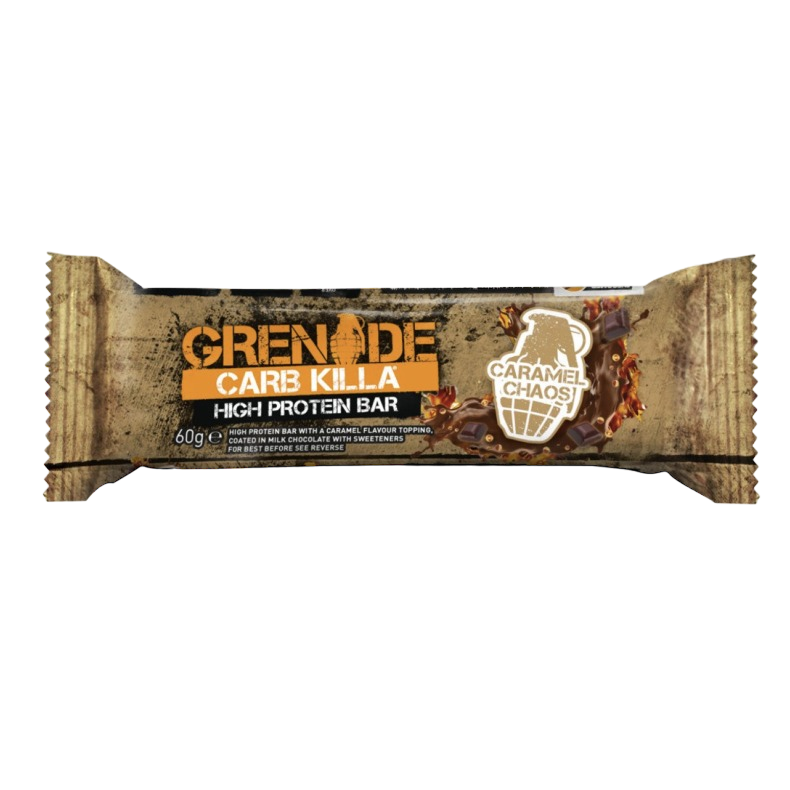 GRENADE
CARB KILLA
HIGH PROTEIN BAR
60g ℮
HIGH PROTEIN BAR WITH A CARAMEL FLAVOUR TOPPING,
COATED IN MILK CHOCOLATE WITH SWEETENERS
FOR BEST BEFORE SEE REVERSE
CARAMEL
CHAOS